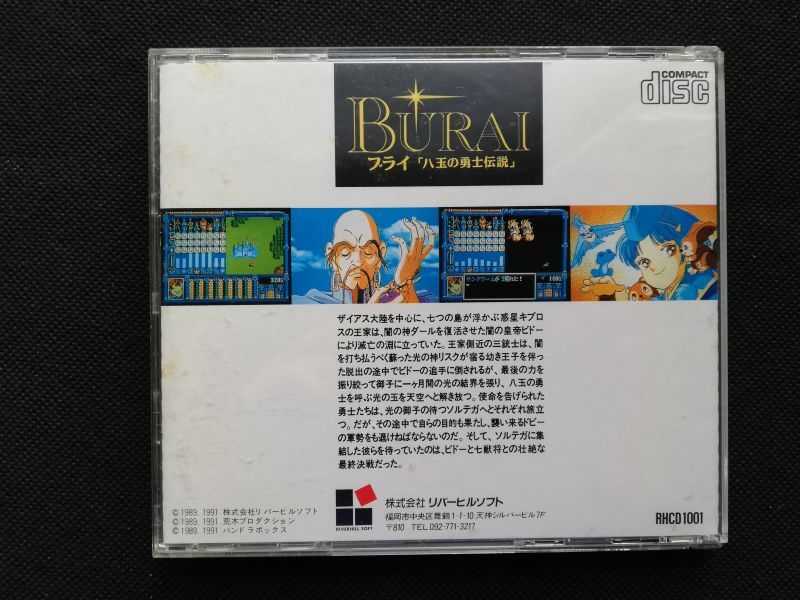 COMPACT
disc
BURAI
ブライ「八玉の勇士伝説」
サンドワームが 2現れた!
ザイアス大陸を中心に、七つの島が浮かぶ惑星キプロ
スの王家は、闇の神ダールを復活させた闇の皇帝ビドー
により滅亡の淵に立っていた。王家側近の三銃士は、闇
を打ち払うべく蘇った光の神リスクが宿る幼き王子を伴っ
た脱出の途中でビドーの追手に倒されるが、最後の力を
振り絞って御子に一ヶ月間の光の結界を張り、八玉の勇
士を呼ぶ光の玉を天空へと解き放つ。使命を告げられた
勇士たちは、光の御子の待つソルテガへとそれぞれ旅立
つ。だが、その途中で自らの目的も果たし、襲い来るドビー
の軍勢をも退けねばならないのだ。そして、ソルテガに集
結した彼らを待っていたのは、ビドーと七獣将との壮絶な
最終決戦だった。
©1989, 1991 株式会社リバーヒルソフト
©1989, 1991 荒木プロダクション
©1989, 1991 パンドラボックス
RIVERHILL SOFT
株式会社 リバーヒルソフト
福岡市中央区舞鶴1-1-10 天神シルバービル7F
〒810 TEL 092-771-3217
RHCD1001